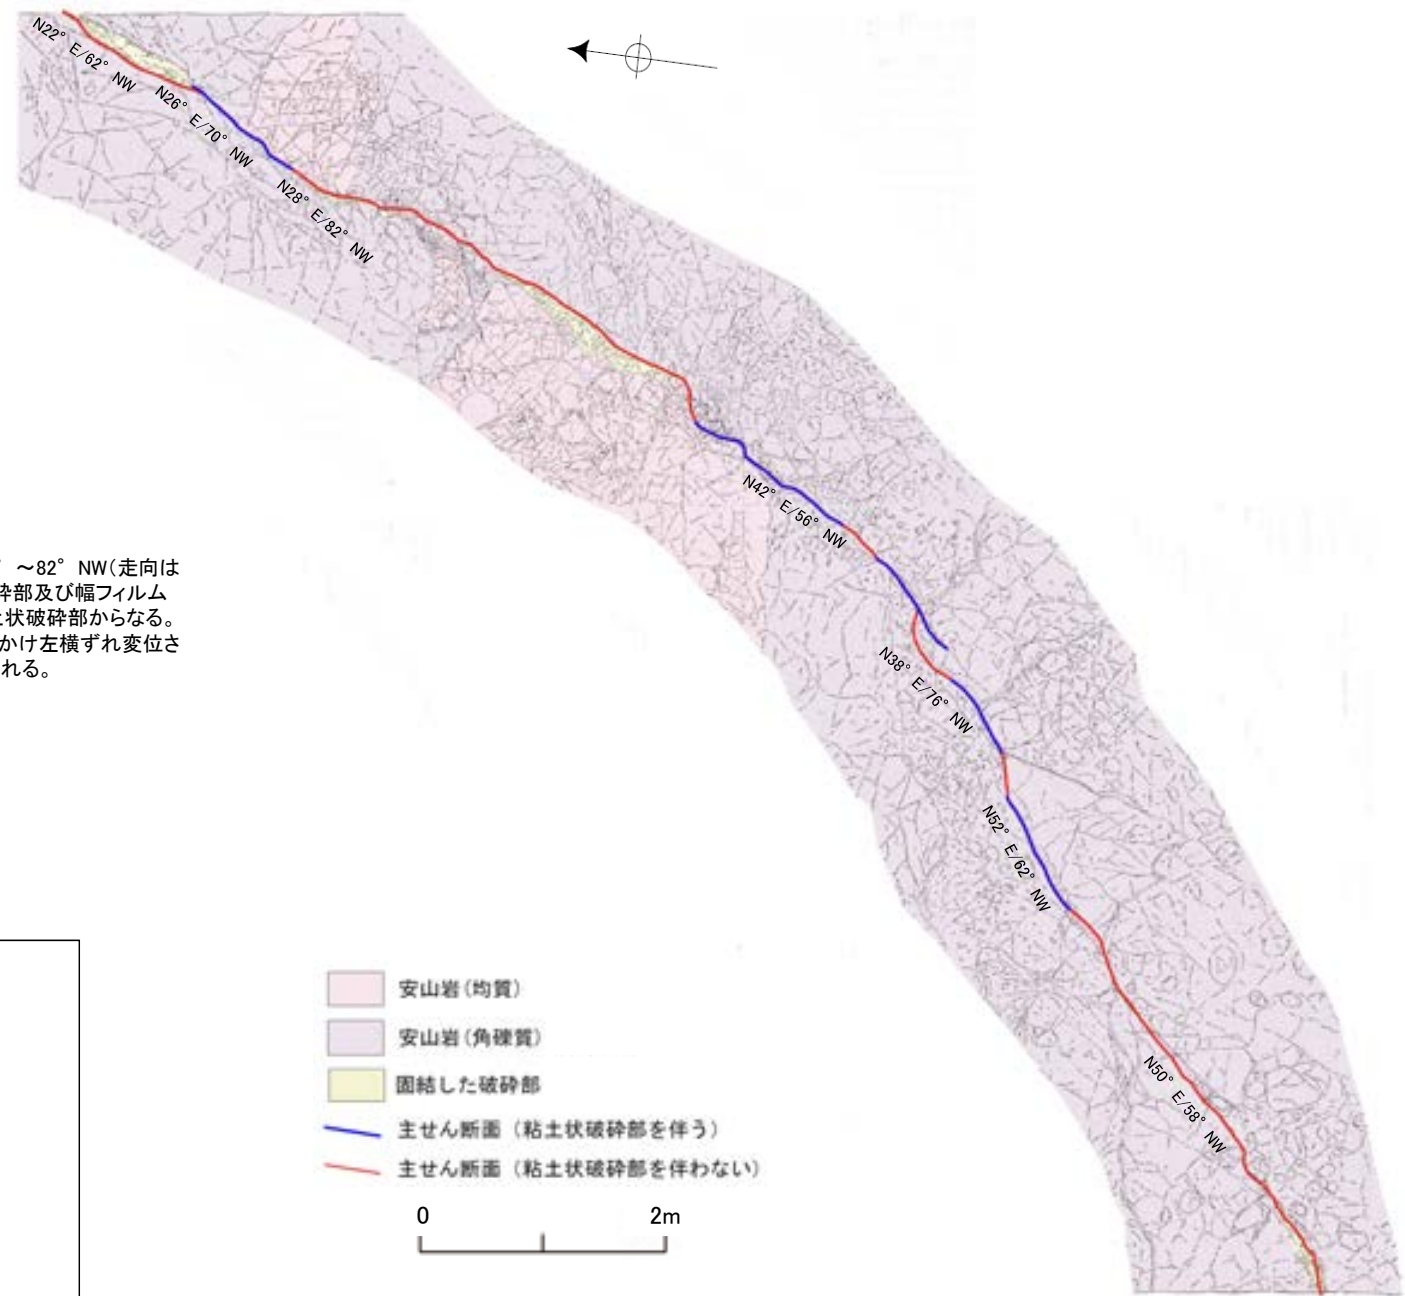 N22° E/62° NW
N26° E/70° NW
N28° E/82° NW
N42° E/56° NW
～82° NW(走向は
砕部及び幅フィルム
状破砕部からなる。
かけ左横ずれ変位さ
れる。
N38° E/76° NW
N52° E/62° NW
N50° E/58° NW
安山岩(均質)
安山岩(角礫質)
固結した破砕部
主せん断面（粘土状破砕部を伴う）
主せん断面（粘土状破砕部を伴わない）
0 2m